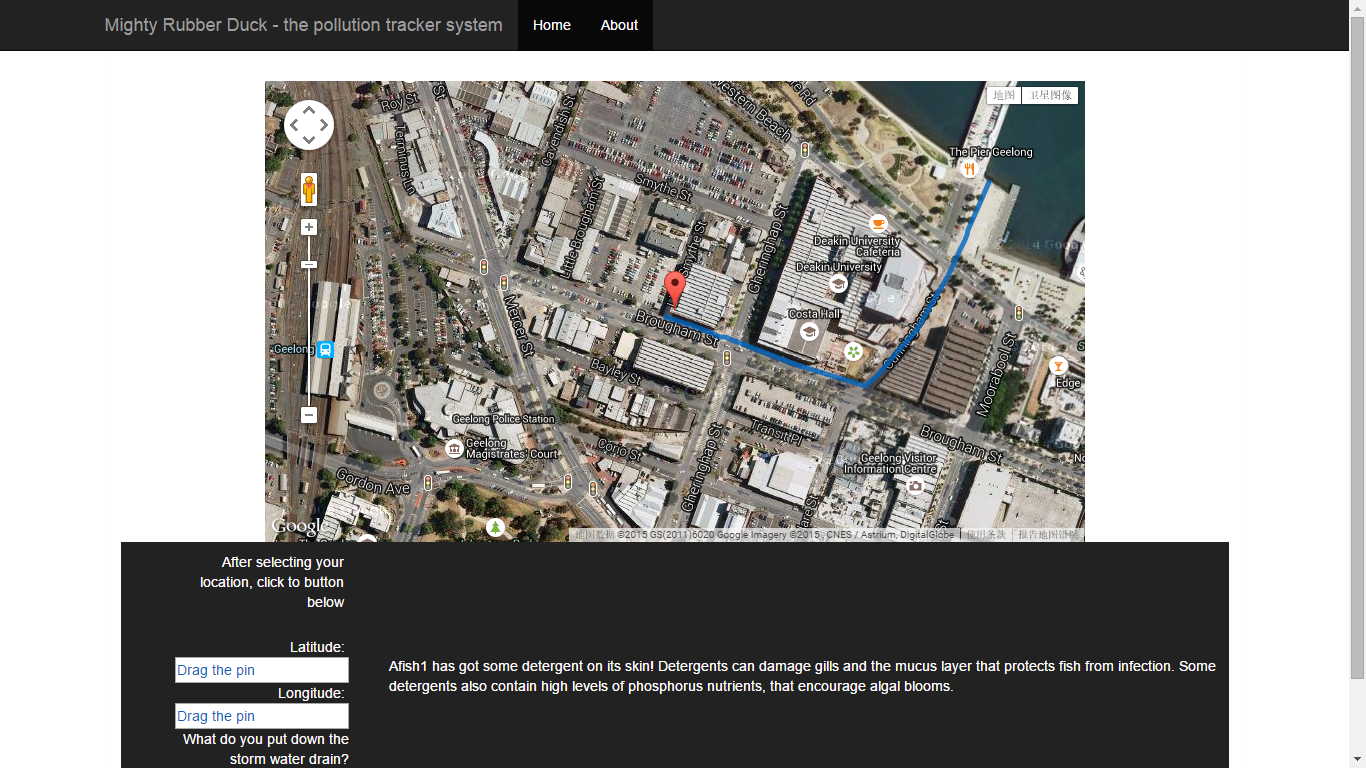 Mighty Rubber Duck - the pollution tracker system
Home
About
地图
卫星图像
Roy St
St
Cavendish St
Western Beach
re Rd
Terminus Ln
The Pier Geelong
Smythe St
Little Brougham St
Smythe St
Gheringhap St
Deakin University
Cafeteria
Deakin University
Costa Hall
Mercer St
Brougham St
Cunningham St
Moorabool St
Geelong
Bayley St
Edge
Geelong Police Station
Geelong
Magistrates' Court
Corio St
Gheringhap St
Transit Pl
Brougham St
Geelong Visitor
Information Centre
No
Gordon Ave
are St
St
Google
地图数据 ©2015 GS(2011)6020 Google Imagery ©2015 , CNES / Astrium, DigitalGlobe
使用条款
报告地图错误
After selecting your
location, click to button
below
Latitude:
Drag the pin
Longitude:
Drag the pin
What do you put down the
storm water drain?
Afish1 has got some detergent on its skin! Detergents can damage gills and the mucus layer that protects fish from infection. Some
detergents also contain high levels of phosphorus nutrients, that encourage algal blooms.